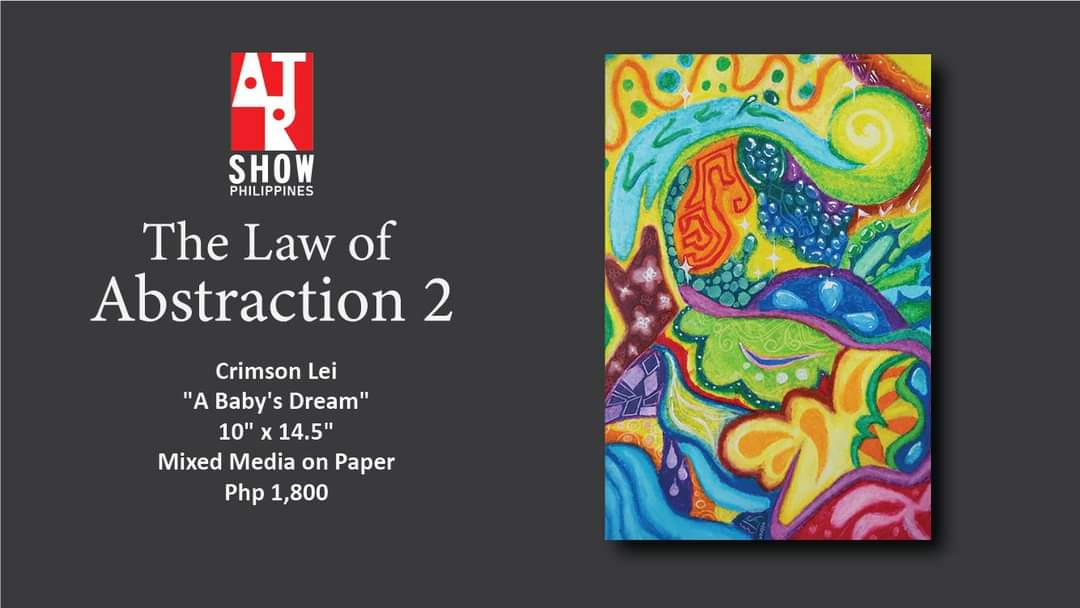 ART
SHOW
PHILIPPINES
The Law of
Abstraction 2
Crimson Lei
"A Baby's Dream"
10" x 14.5"
Mixed Media on Paper
Php 1,800